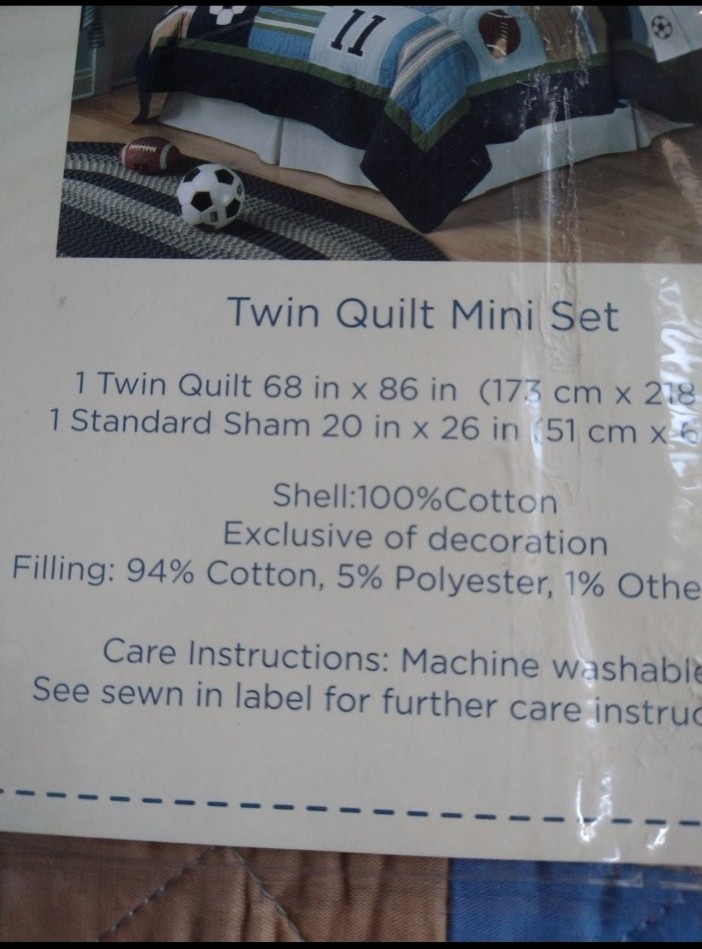 11
Twin Quilt Mini Set
1 Twin Quilt 68 in x 86 in (173 cm x 218
1 Standard Sham 20 in x 26 in (51 cm x 6
Shell:100%Cotton
Exclusive of decoration
Filling: 94% Cotton, 5% Polyester, 1% Othe
Care Instructions: Machine washable
See sewn in label for further care instruc